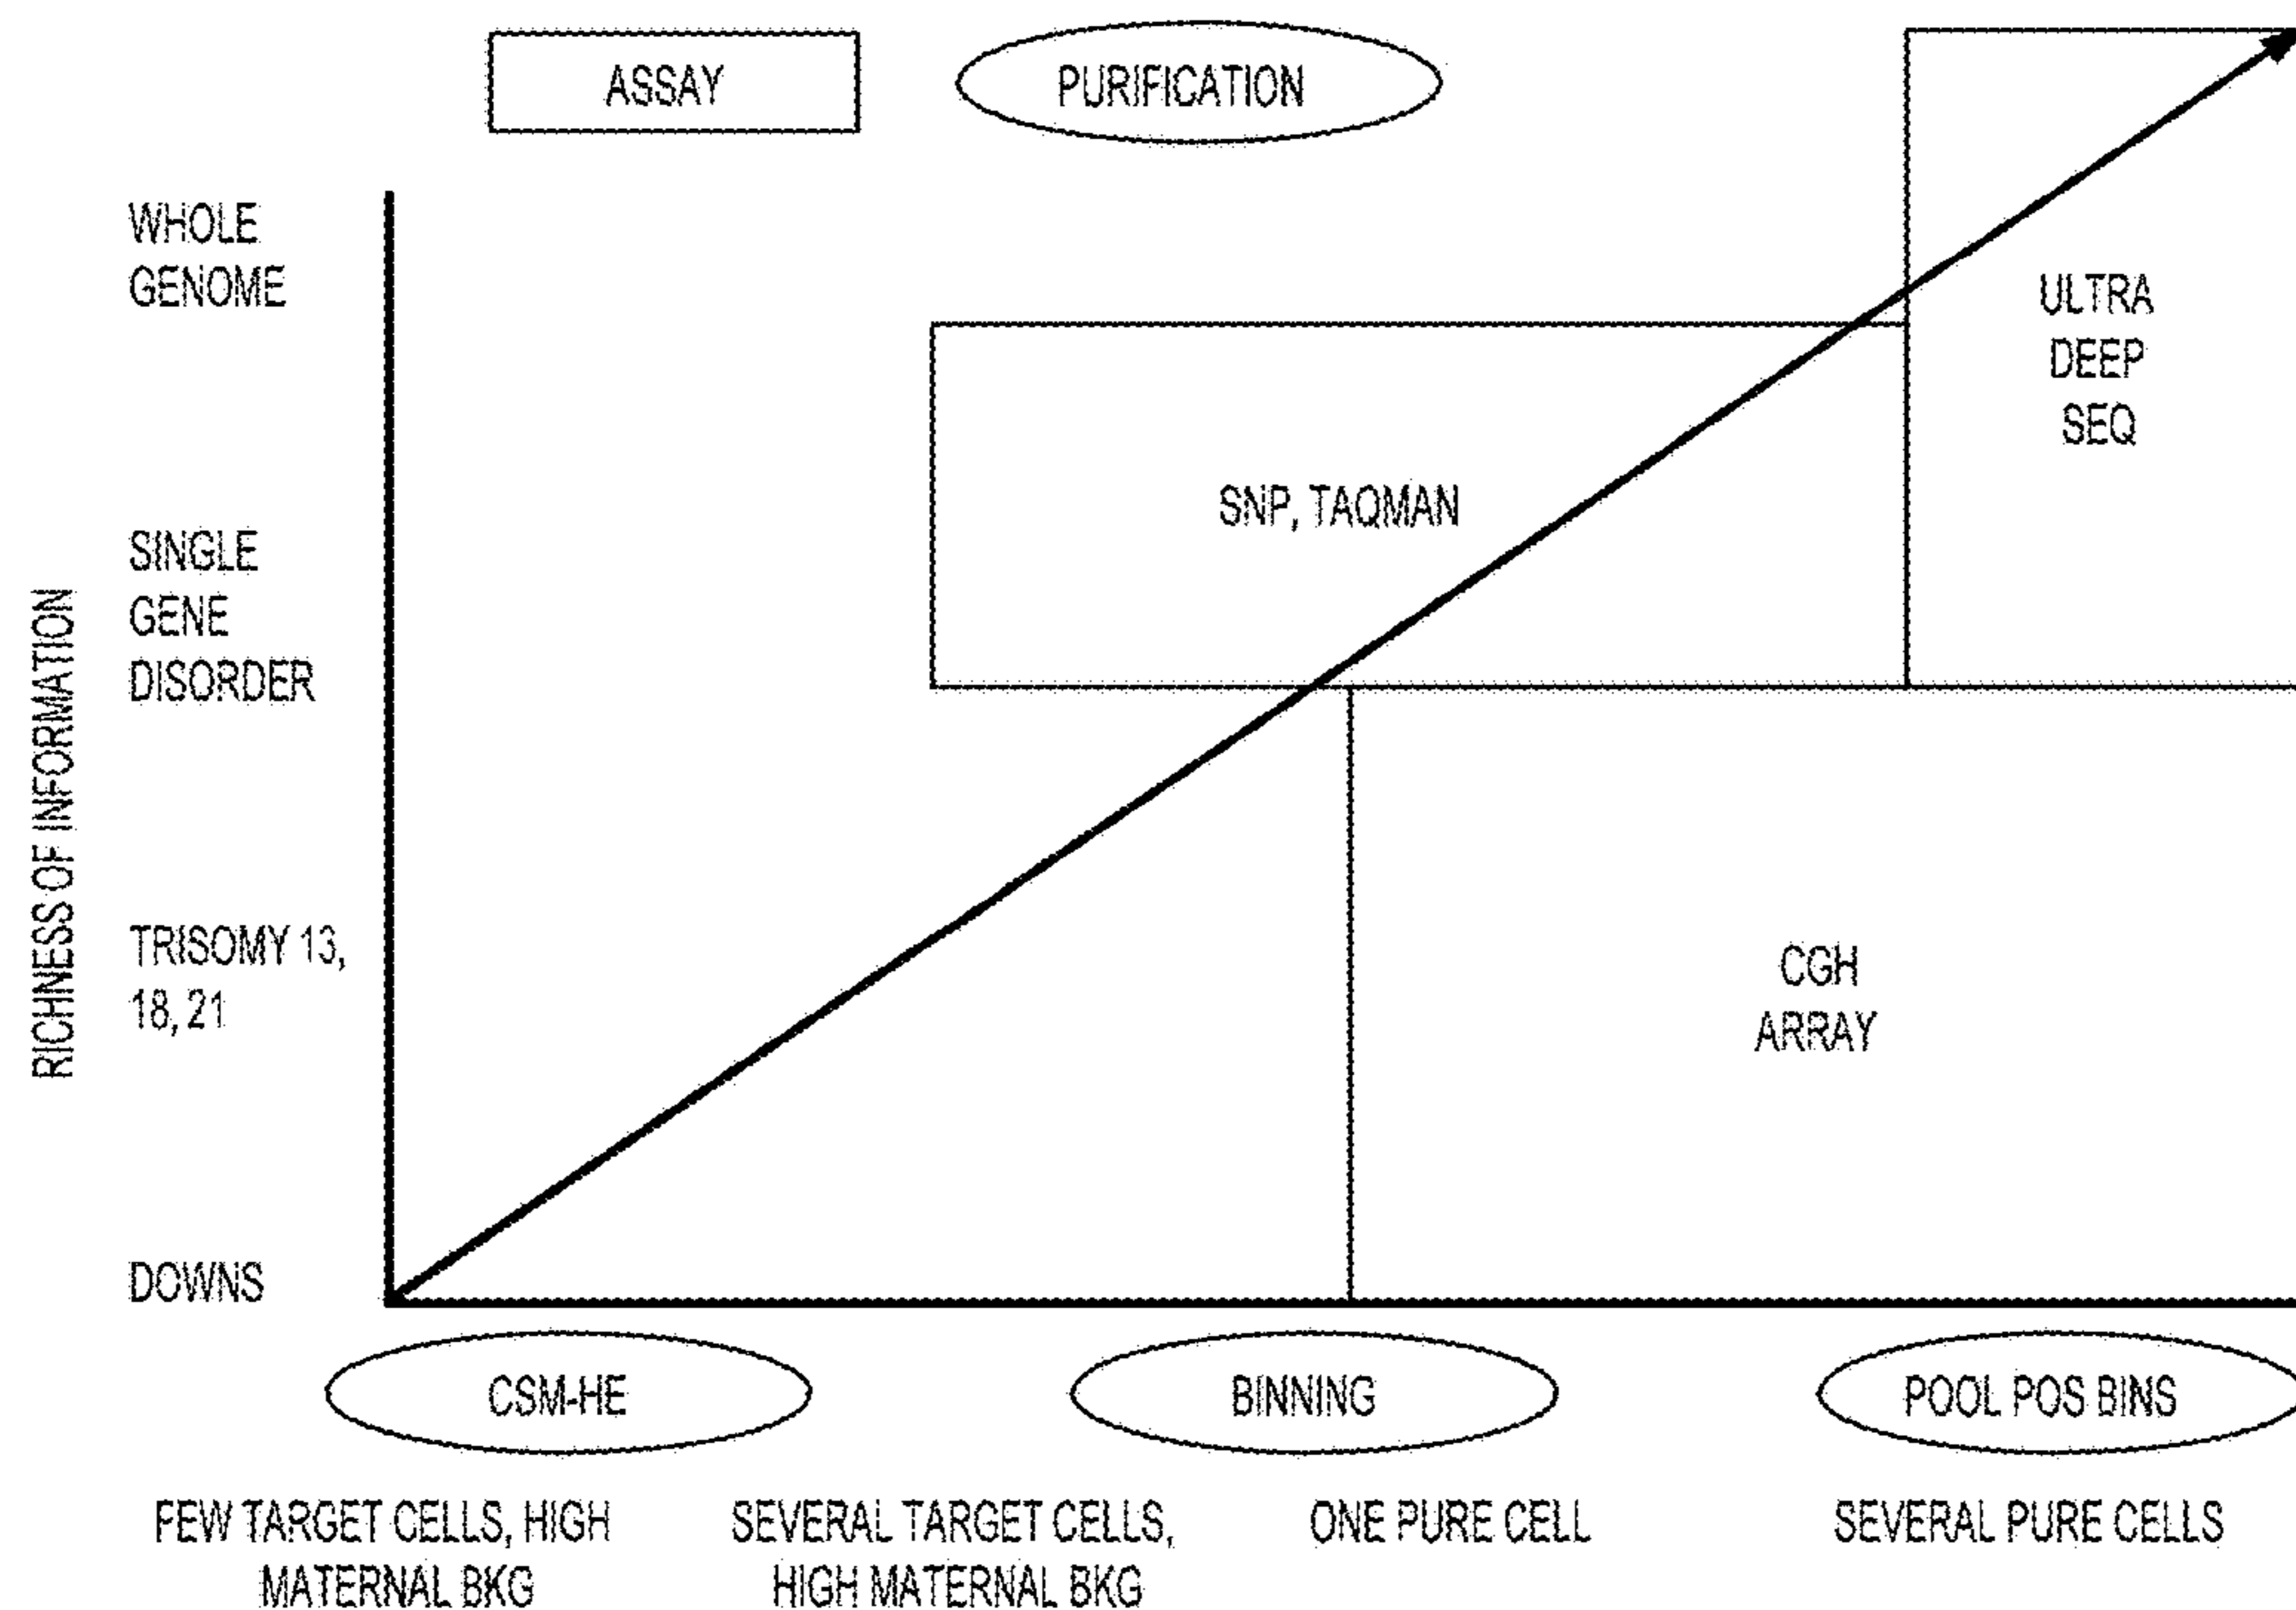 ASSAY
PURIFICATION
WHOLE
GENOME
ULTRA
DEEP
SEQ
SNP, TAQMAN
SINGLE
GENE
DISORDER
RICHNESS OF INFORMATION
TRISOMY 13,
18, 21
CGH
ARRAY
DOWNS
CSM-HE
BINNING
POOL POS BINS
FEW TARGET CELLS, HIGH
MATERNAL BKG
SEVERAL TARGET CELLS,
HIGH MATERNAL BKG
ONE PURE CELL
SEVERAL PURE CELLS